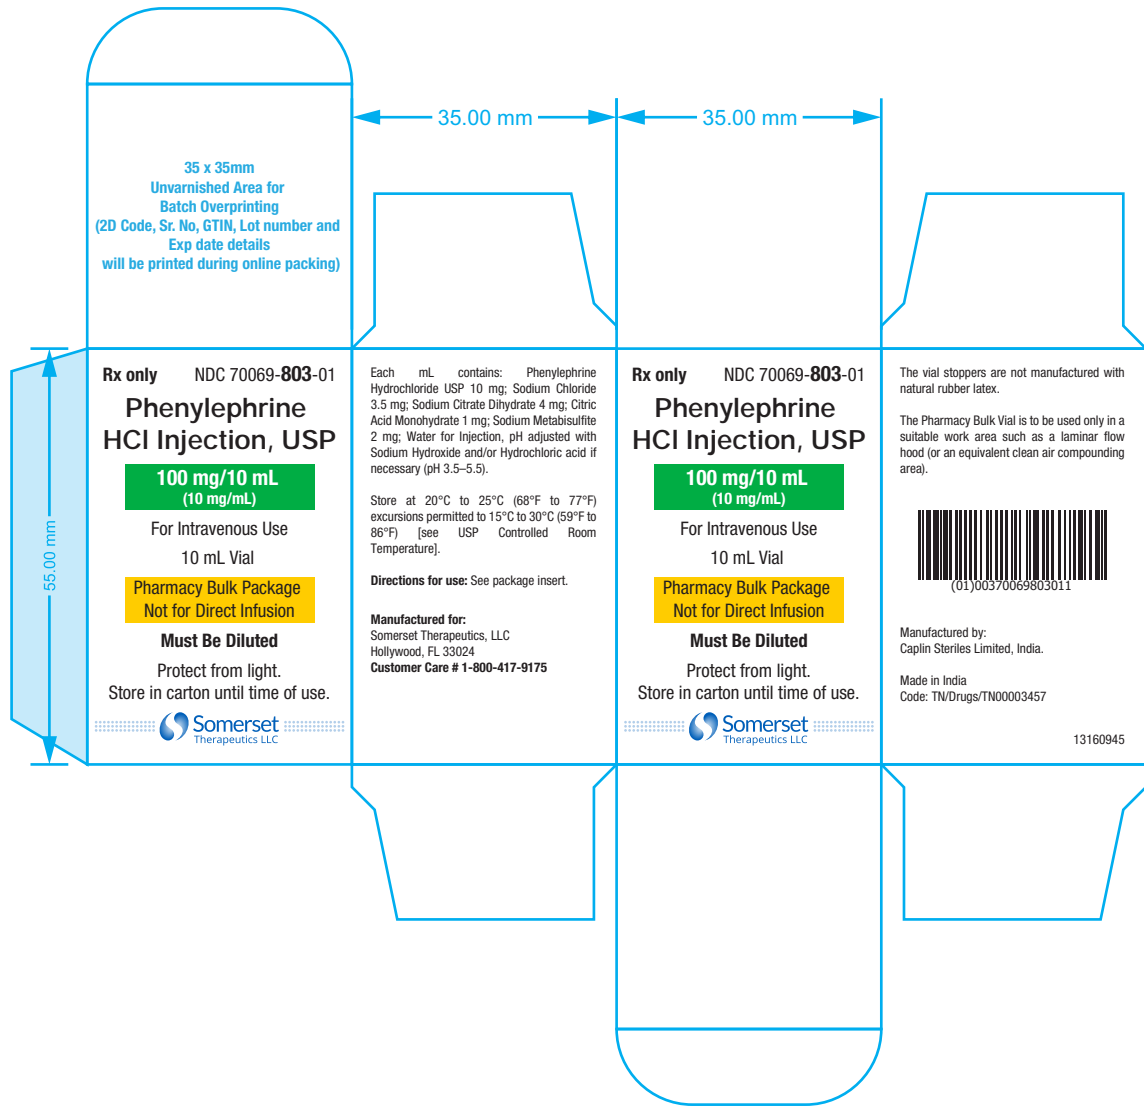 35.00 mm
35.00 mm
35 x 35mm
Unvarnished Area for
Batch Overprinting
(2D Code, Sr. No, GTIN, Lot number and
Exp date details
will be printed during online packing)
55.00 mm
Rx only NDC 70069-803-01
Phenylephrine
HCl Injection, USP
100 mg/10 mL
(10 mg/mL)
For Intravenous Use
10 mL Vial
Pharmacy Bulk Package
Not for Direct Infusion
Must Be Diluted
Protect from light.
Store in carton until time of use.
Somerset
Therapeutics LLC
Each mL contains: Phenylephrine
Hydrochloride USP 10 mg; Sodium Chloride
3.5 mg; Sodium Citrate Dihydrate 4 mg; Citric
Acid Monohydrate 1 mg; Sodium Metabisulfite
2 mg; Water for Injection, pH adjusted with
Sodium Hydroxide and/or Hydrochloric acid if
necessary (pH 3.5–5.5).
Store at 20°C to 25°C (68°F to 77°F)
excursions permitted to 15°C to 30°C (59°F to
86°F) [see USP Controlled Room
Temperature].
Directions for use: See package insert.
Manufactured for:
Somerset Therapeutics, LLC
Hollywood, FL 33024
Customer Care # 1-800-417-9175
Rx only NDC 70069-803-01
Phenylephrine
HCl Injection, USP
100 mg/10 mL
(10 mg/mL)
For Intravenous Use
10 mL Vial
Pharmacy Bulk Package
Not for Direct Infusion
Must Be Diluted
Protect from light.
Store in carton until time of use.
Somerset
Therapeutics LLC
The vial stoppers are not manufactured with
natural rubber latex.
The Pharmacy Bulk Vial is to be used only in a
suitable work area such as a laminar flow
hood (or an equivalent clean air compounding
area).
(01)00370069803011
Manufactured by:
Caplin Steriles Limited, India.
Made in India
Code: TN/Drugs/TN00003457
13160945